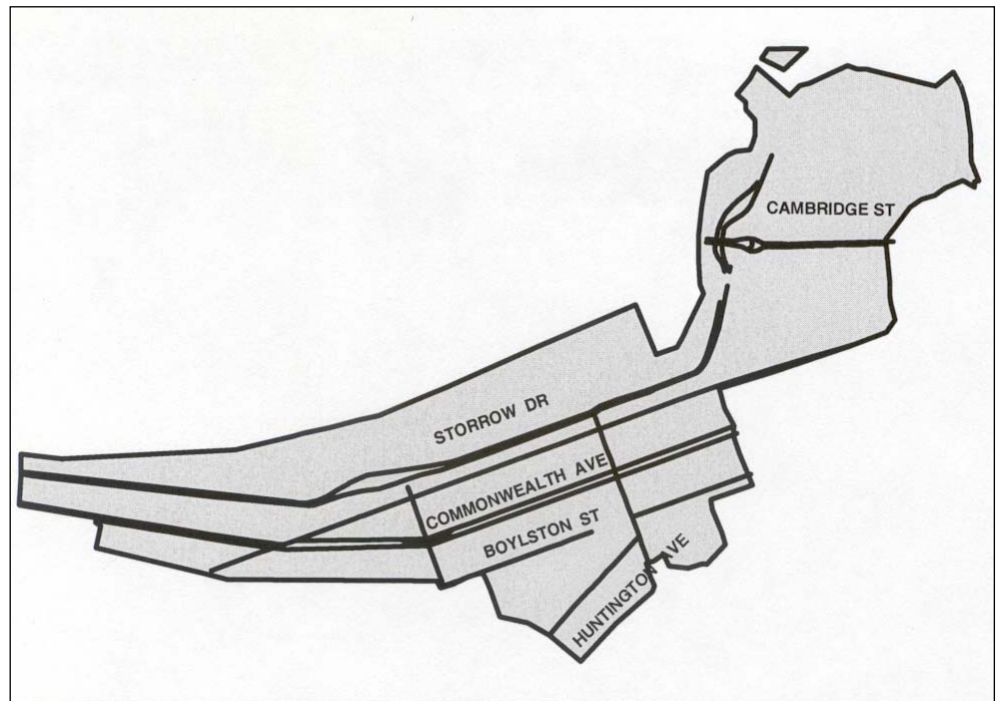 CAMBRIDGE ST
STORROW DR
COMMONWEALTH AVE
BOYLSTON ST
HUNTINGTON AVE